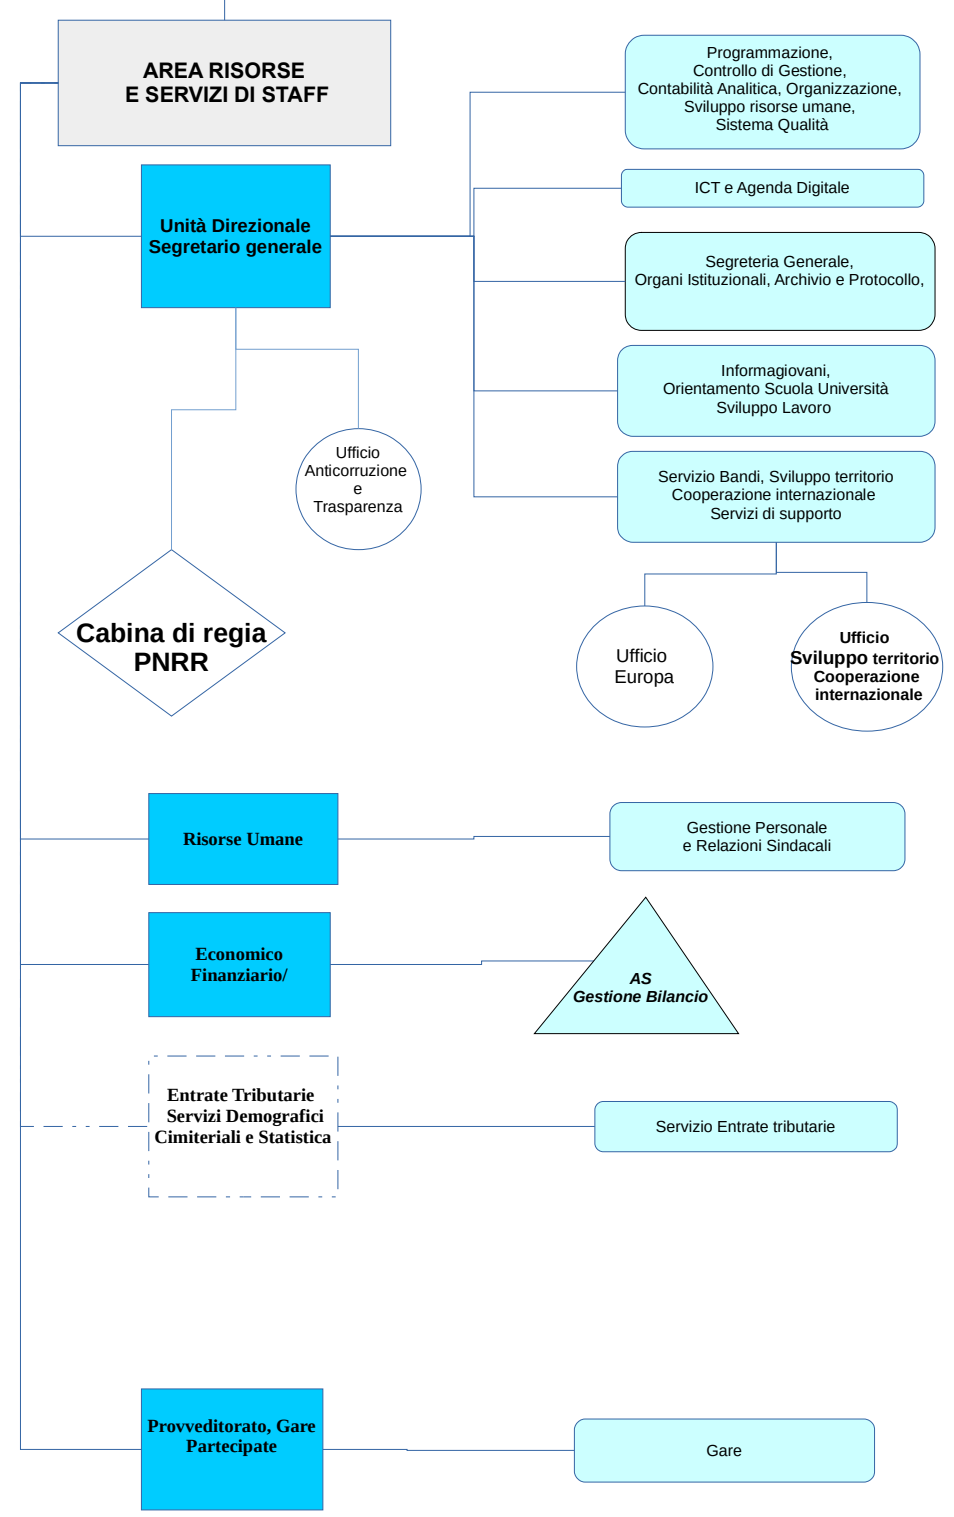 AREA RISORSE
E SERVIZI DI STAFF
Programmazione,
Controllo di Gestione,
Contabilità Analitica, Organizzazione,
Sviluppo risorse umane,
Sistema Qualità
ICT e Agenda Digitale
Unità Direzionale
Segretario generale
Segreteria Generale,
Organi Istituzionali, Archivio e Protocollo,
Informagiovani,
Orientamento Scuola Università
Sviluppo Lavoro
Ufficio
Anticorruzione
e
Trasparenza
Servizio Bandi, Sviluppo territorio
Cooperazione internazionale
Servizi di supporto
Cabina di regia
PNRR
Ufficio
Europa
Ufficio
Sviluppo territorio
Cooperazione
internazionale
Risorse Umane
Gestione Personale
e Relazioni Sindacali
Economico
Finanziario/
AS
Gestione Bilancio
Entrate Tributarie
Servizi Demografici
Cimiteriali e Statistica
Servizio Entrate tributarie
Provveditorato, Gare
Partecipate
Gare